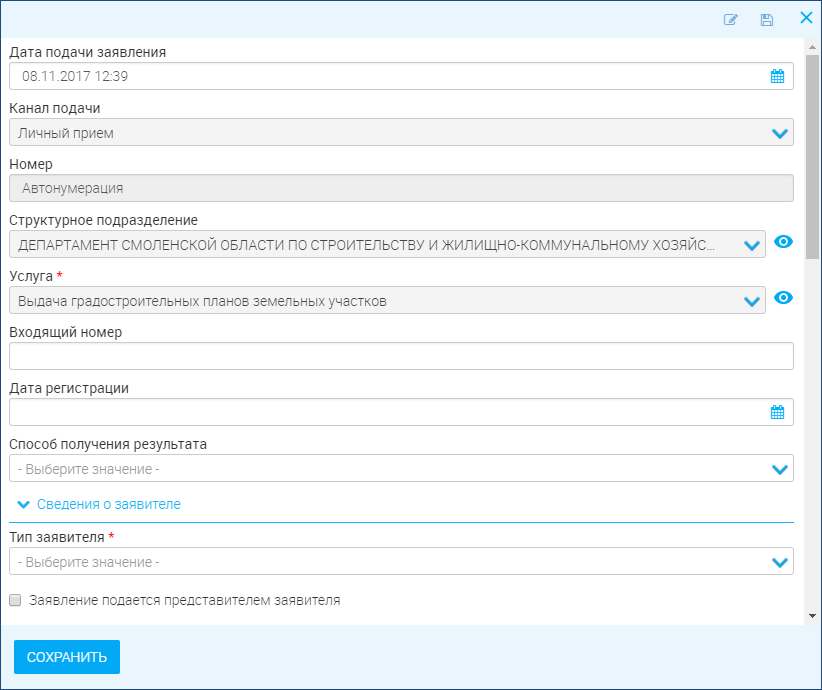 Дата подачи заявления
08.11.2017 12:39
Канал подачи
Личный прием
Номер
Автонумерация
Структурное подразделение
ДЕПАРТАМЕНТ СМОЛЕНСКОЙ ОБЛАСТИ ПО СТРОИТЕЛЬСТВУ И ЖИЛИЩНО-КОММУНАЛЬНОМУ ХОЗЯЙС...
Услуга *
Выдача градостроительных планов земельных участков
Входящий номер
Дата регистрации
Способ получения результата
- Выберите значение -
Сведения о заявителе
Тип заявителя *
- Выберите значение -
Заявление подается представителем заявителя
СОХРАНИТЬ